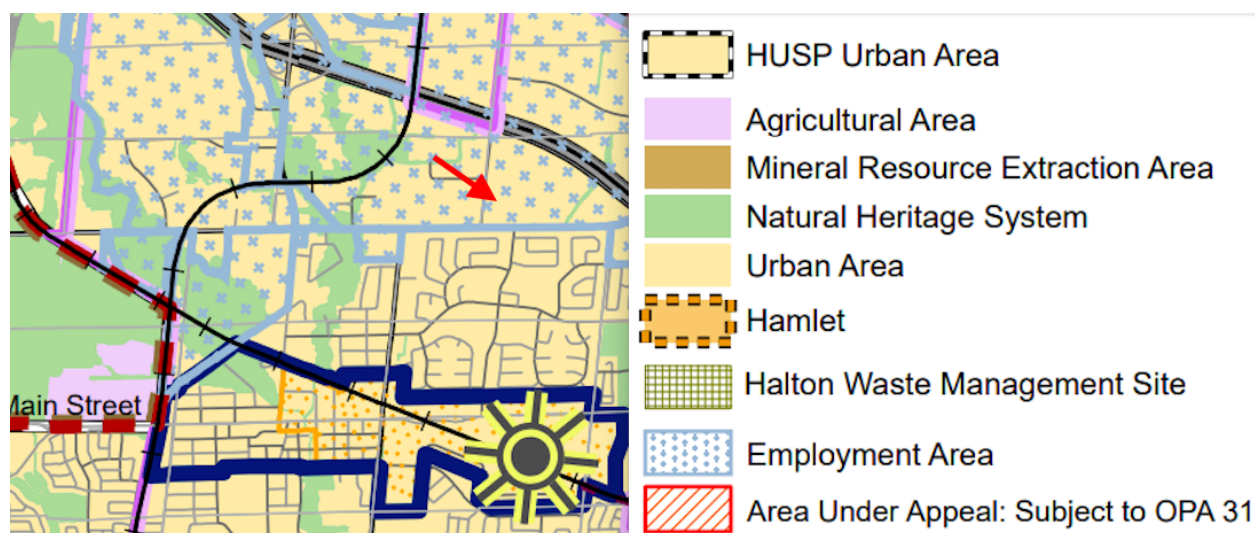 HUSP Urban Area
Agricultural Area
Mineral Resource Extraction Area
Natural Heritage System
Urban Area
Hamlet
Halton Waste Management Site
Main Street
Employment Area
Area Under Appeal: Subject to OPA 31